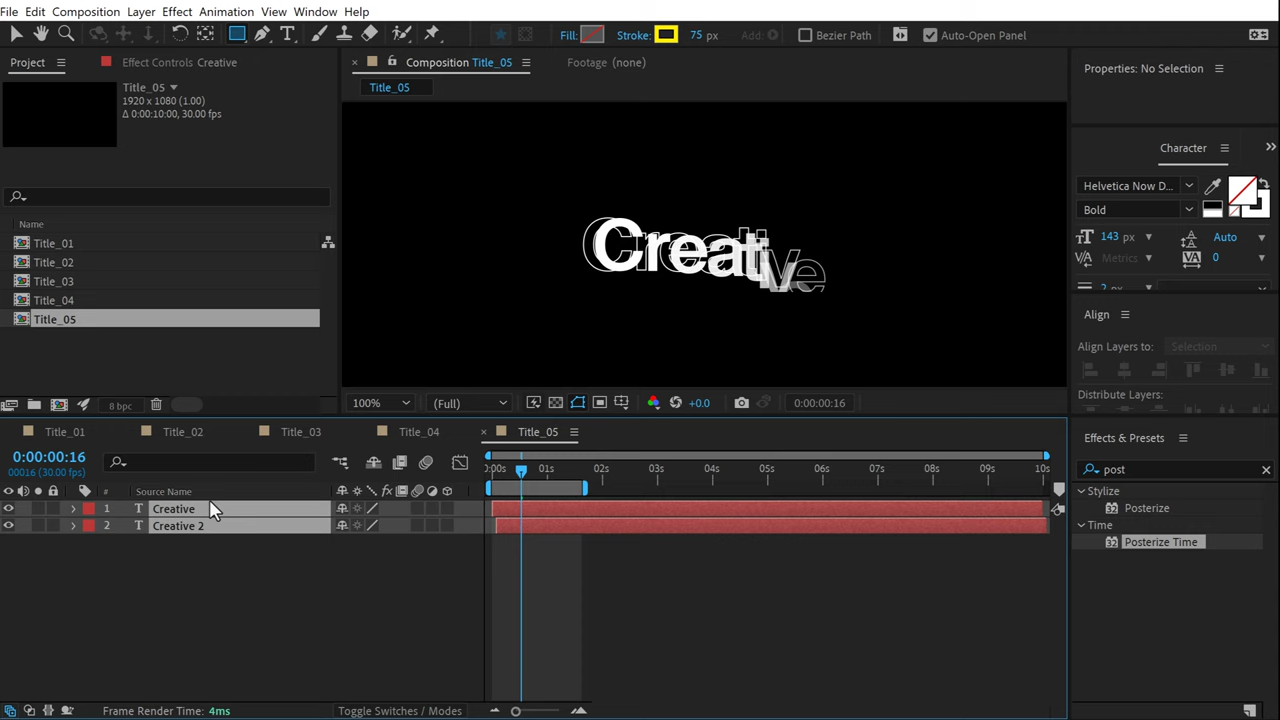 File Edit Composition Layer Effect Animation View Window Help
Fill: Stroke: 75 px Add: Bezier Path Auto-Open Panel
Project Effect Controls Creative Composition Title_05 Footage (none) Properties: No Selection
Title_05
1920 x 1080 (1.00)
Δ 0:00:10:00, 30.00 fps
Title_05
Creative
Character
Helvetica Now D...
Bold
143 px Auto
Metrics 0
2 px
Name
Title_01
Title_02
Title_03
Title_04
Title_05
Align
Align Layers to: Selection
Distribute Layers:
8 bpc
100% (Full) +0.0 0:00:00:16
Title_01 Title_02 Title_03 Title_04 Title_05
Effects & Presets
0:00:00:16
00016 (30.00 fps)
:00s 01s 02s 03s 04s 05s 06s 07s 08s 09s 10s
post
# Source Name
1 T Creative
2 T Creative 2
Stylize
32 Posterize
Time
32 Posterize Time
Frame Render Time: 4ms Toggle Switches / Modes